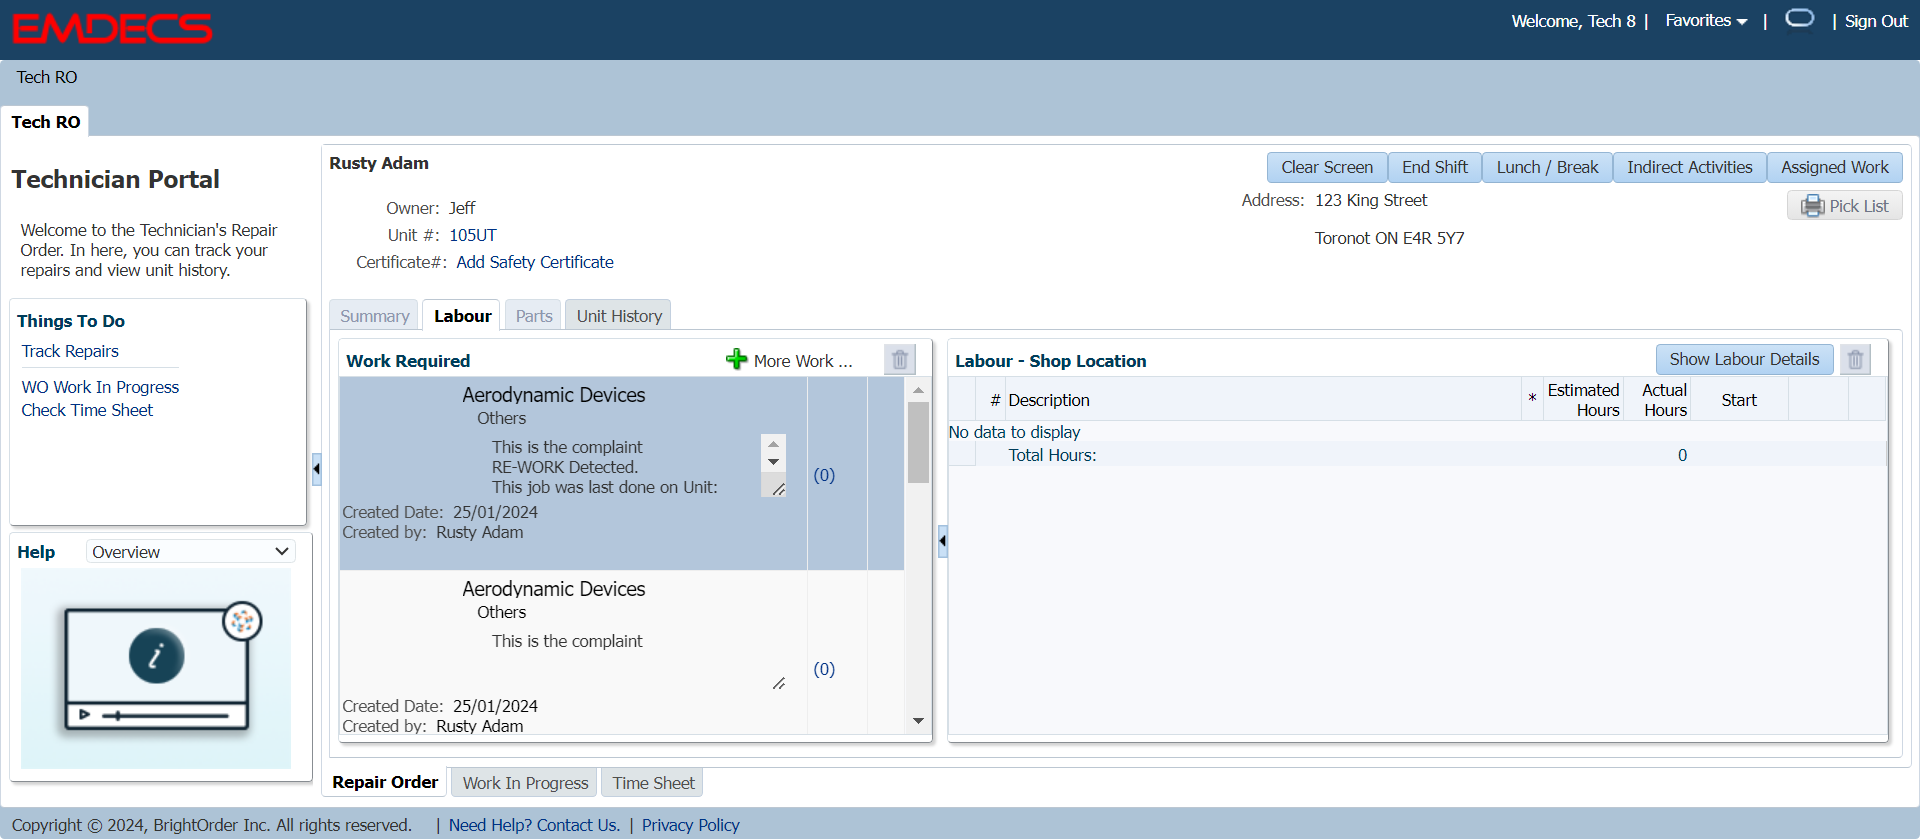 EMDECS
Welcome, Tech 8 | Favorites | | Sign Out
Tech RO
Tech RO
Technician Portal
Welcome to the Technician's Repair
Order. In here, you can track your
repairs and view unit history.
Things To Do
Track Repairs
WO Work In Progress
Check Time Sheet
Help Overview
i
Rusty Adam
Clear Screen End Shift Lunch / Break Indirect Activities Assigned Work
Pick List
Owner: Jeff
Unit #: 105UT
Certificate#: Add Safety Certificate
Address: 123 King Street
Toronot ON E4R 5Y7
Summary Labour Parts Unit History
Work Required More Work ...
Aerodynamic Devices
Others
This is the complaint
RE-WORK Detected.
This job was last done on Unit:
(0)
Created Date: 25/01/2024
Created by: Rusty Adam
Aerodynamic Devices
Others
This is the complaint
(0)
Created Date: 25/01/2024
Created by: Rusty Adam
Labour - Shop Location Show Labour Details
# Description * Estimated Hours Actual Hours Start
No data to display
Total Hours: 0
Repair Order Work In Progress Time Sheet
Copyright © 2024, BrightOrder Inc. All rights reserved. | Need Help? Contact Us. | Privacy Policy